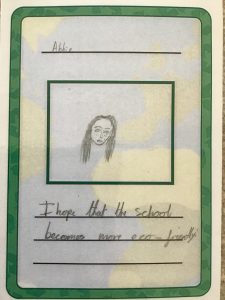 Abbie
I hope that the school
becomes more eco-friendly